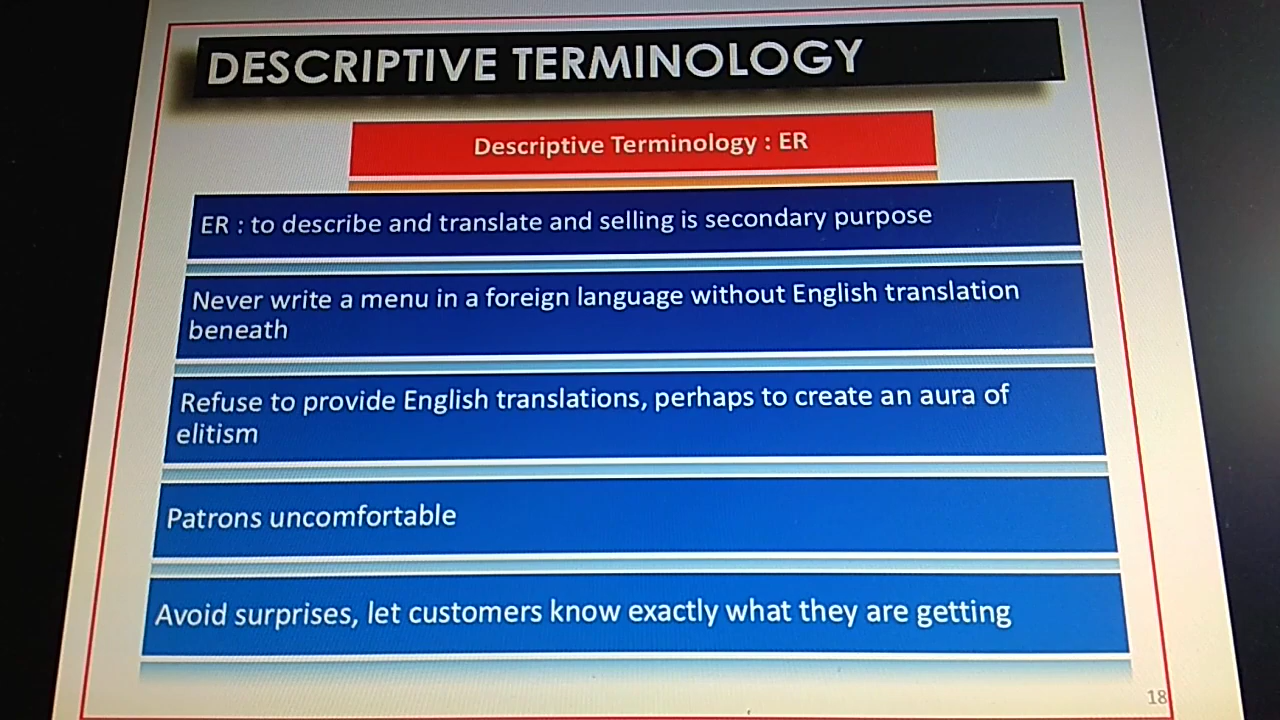 DESCRIPTIVE TERMINOLOGY
Descriptive Terminology : ER
ER : to describe and translate and selling is secondary purpose
Never write a menu in a foreign language without English translation
beneath
Refuse to provide English translations, perhaps to create an aura of
elitism
Patrons uncomfortable
Avoid surprises, let customers know exactly what they are getting
18